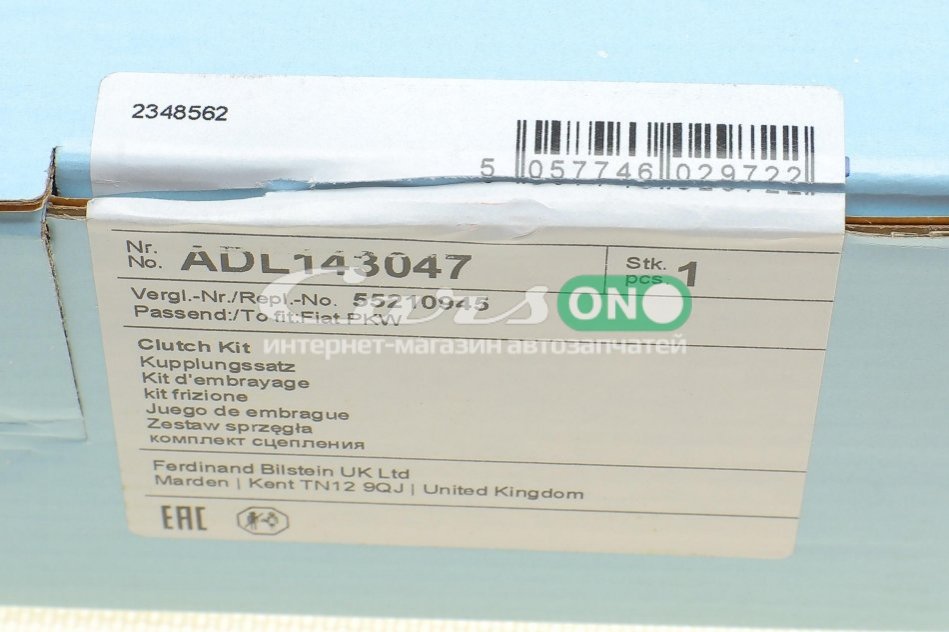 2348562
5 057746 029722
Nr.
No. ADL143047
Stk.
pcs. 1
Vergl.-Nr./Repl.-No. 55210945
Passend:/To fit:Fiat PKW
CarsONO
интернет-магазин автозапчастей
Clutch Kit
Kupplungssatz
Kit d'embrayage
kit frizione
Juego de embrague
Zestaw sprzęgła
комплект сцепления
Ferdinand Bilstein UK Ltd
Marden | Kent TN12 9QJ | United Kingdom
EAC